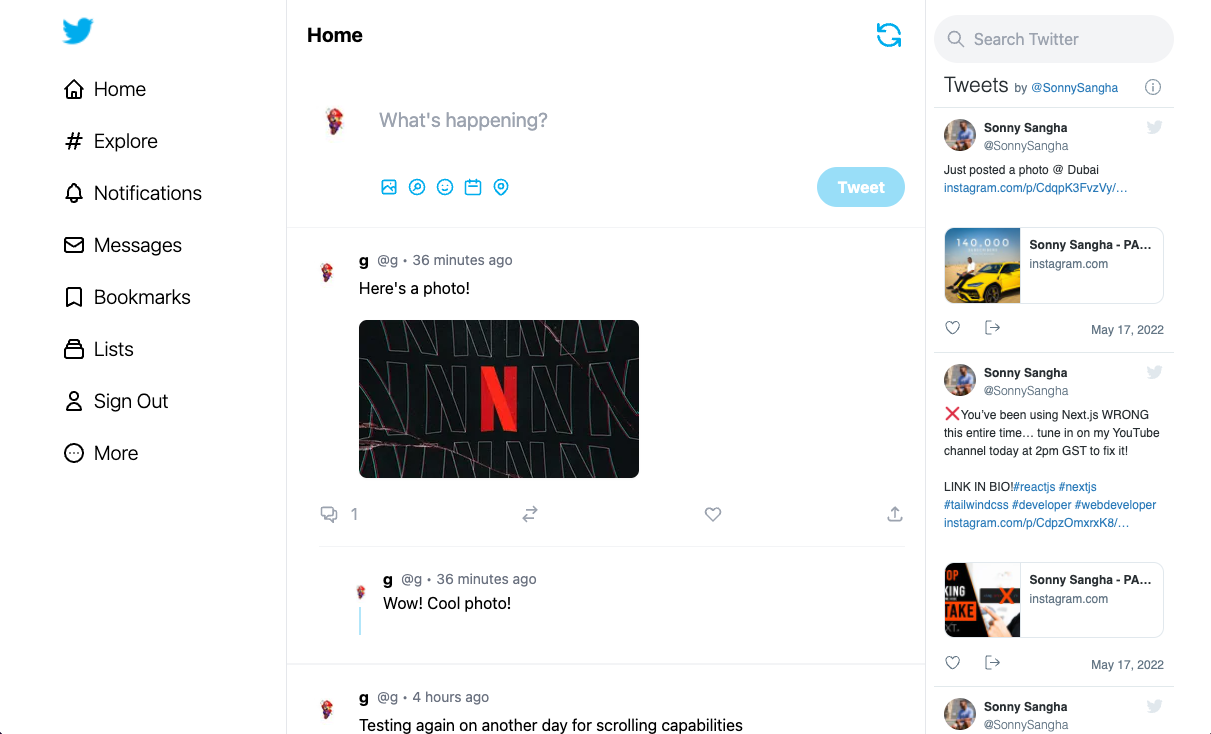 Home
Explore
Notifications
Messages
Bookmarks
Lists
Sign Out
More
Home
What's happening?
Tweet
g @g • 36 minutes ago
Here's a photo!
N N N N N N N
1
g @g • 36 minutes ago
Wow! Cool photo!
g @g • 4 hours ago
Testing again on another day for scrolling capabilities
Search Twitter
Tweets by @SonnySangha
Sonny Sangha
@SonnySangha
Just posted a photo @ Dubai
instagram.com/p/CdqpK3FvzVy/…
140,000
Sonny Sangha - PA…
instagram.com
May 17, 2022
Sonny Sangha
@SonnySangha
❌You’ve been using Next.js WRONG
this entire time… tune in on my YouTube
channel today at 2pm GST to fix it!
LINK IN BIO!#reactjs #nextjs
#tailwindcss #developer #webdeveloper
instagram.com/p/CdpzOmxrxK8/…
OP
KING
TAKE
XT.
Sonny Sangha - PA…
instagram.com
May 17, 2022
Sonny Sangha
@SonnySangha